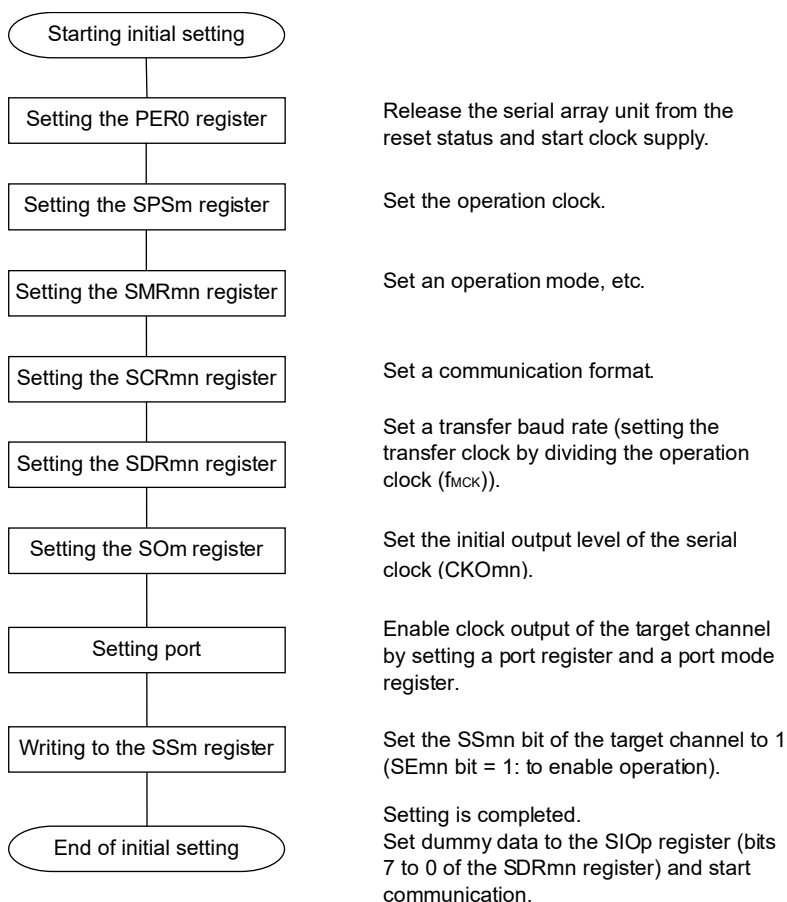 Starting initial setting
Setting the PER0 register
Release the serial array unit from the
reset status and start clock supply.
Setting the SPSm register
Set the operation clock.
Setting the SMRmn register
Set an operation mode, etc.
Setting the SCRmn register
Set a communication format.
Setting the SDRmn register
Set a transfer baud rate (setting the
transfer clock by dividing the operation
clock (fMCK)).
Setting the SOm register
Set the initial output level of the serial
clock (CKOmn).
Setting port
Enable clock output of the target channel
by setting a port register and a port mode
register.
Writing to the SSm register
Set the SSmn bit of the target channel to 1
(SEmn bit = 1: to enable operation).
End of initial setting
Setting is completed.
Set dummy data to the SIOp register (bits
7 to 0 of the SDRmn register) and start
communication.